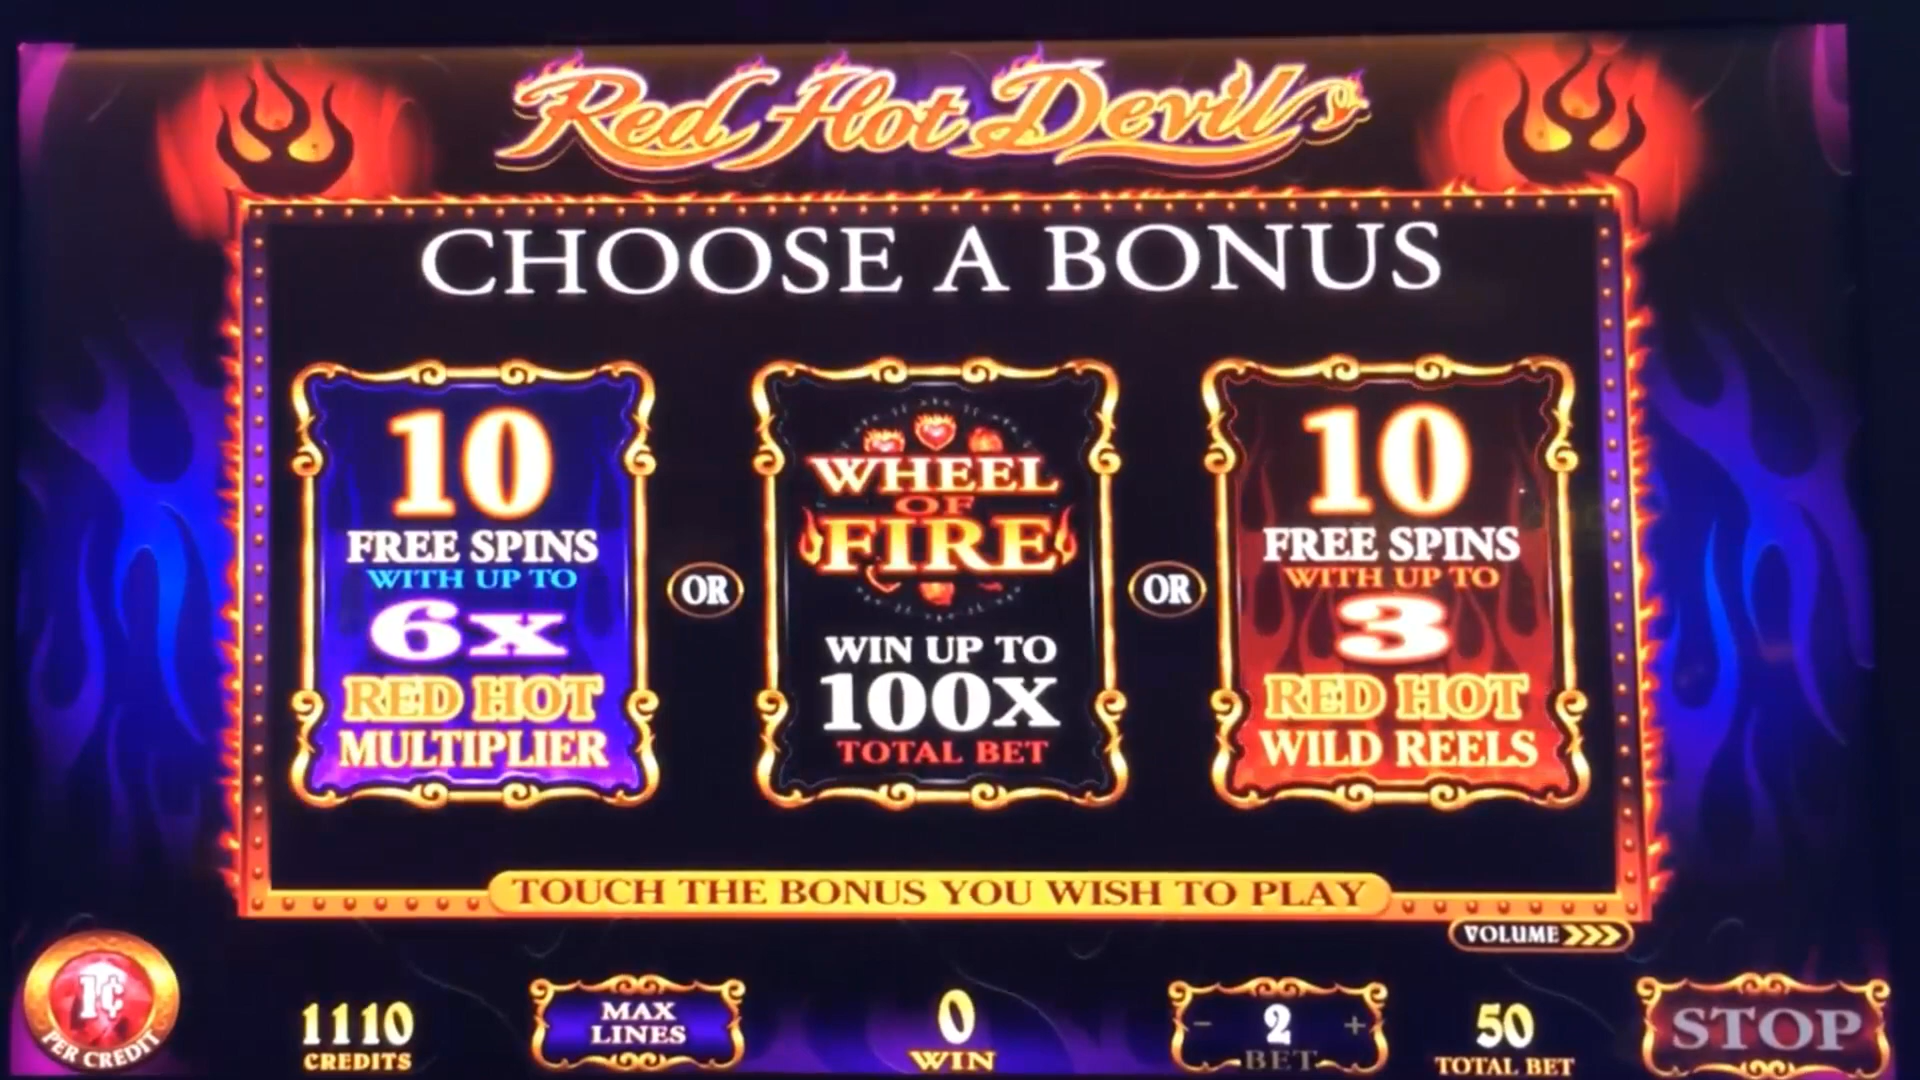 Red Hot Devils
CHOOSE A BONUS
10
FREE SPINS
WITH UP TO
6X
RED HOT
MULTIPLIER
OR
WHEEL
OF
FIRE
WIN UP TO
100X
TOTAL BET
OR
10
FREE SPINS
WITH UP TO
3
RED HOT
WILD REELS
TOUCH THE BONUS YOU WISH TO PLAY
VOLUME
1¢
PER CREDIT
1110
CREDITS
MAX
LINES
0
WIN
- 2 +
BET
50
TOTAL BET
STOP